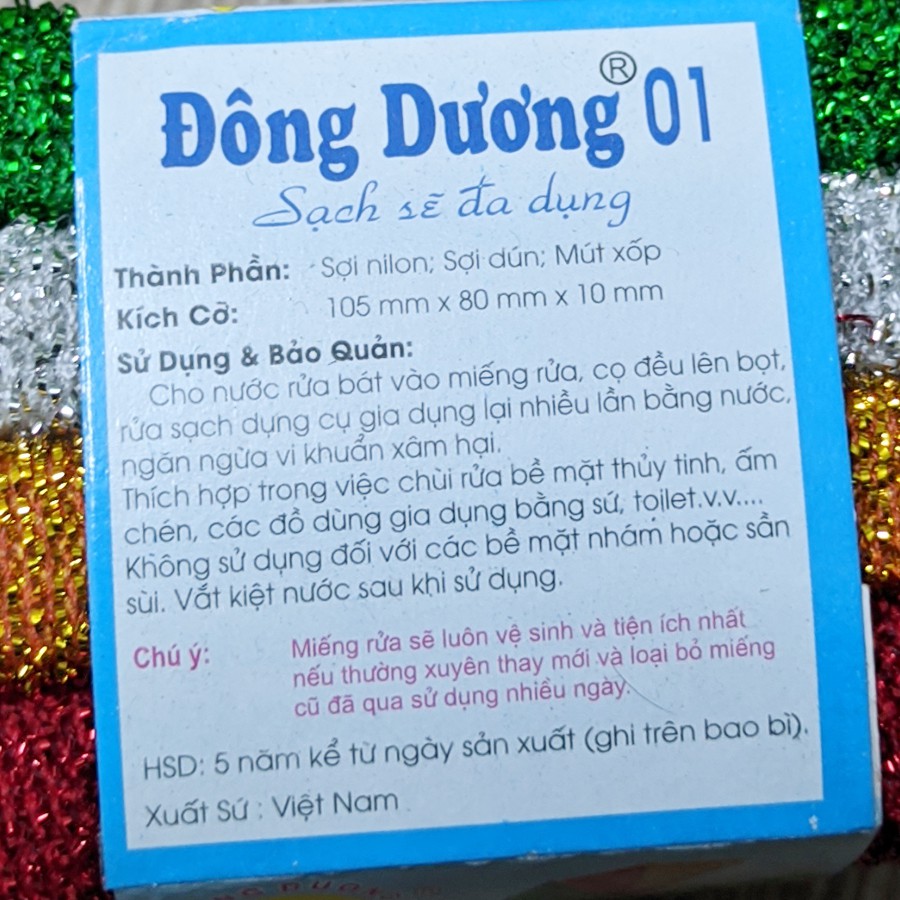 Đông Dương® 01
Sạch sẽ đa dụng
Thành Phần: Sợi nilon; Sợi dún; Mút xốp
Kích Cỡ: 105 mm x 80 mm x 10 mm
Sử Dụng & Bảo Quản:
Cho nước rửa bát vào miếng rửa, cọ đều lên bọt,
rửa sạch dụng cụ gia dụng lại nhiều lần bằng nước,
ngăn ngừa vi khuẩn xâm hại.
Thích hợp trong việc chùi rửa bề mặt thủy tinh, ấm
chén, các đồ dùng gia dụng bằng sứ, toilet.v.v....
Không sử dụng đối với các bề mặt nhám hoặc sần
sùi. Vắt kiệt nước sau khi sử dụng.
Chú ý: Miếng rửa sẽ luôn vệ sinh và tiện ích nhất
nếu thường xuyên thay mới và loại bỏ miếng
cũ đã qua sử dụng nhiều ngày.
HSD: 5 năm kể từ ngày sản xuất (ghi trên bao bì).
Xuất Sứ : Việt Nam